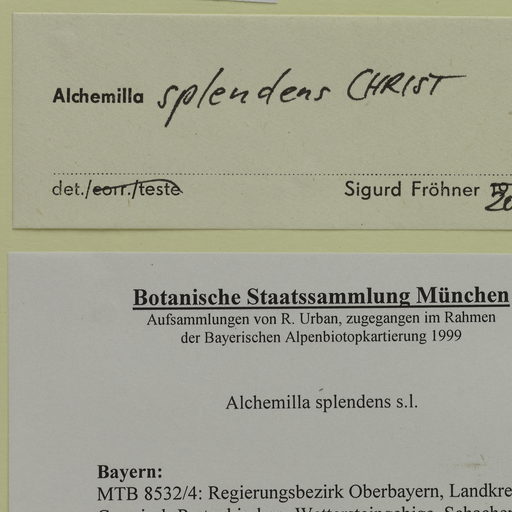 Alchemilla splendens CHRIST
det./corr./teste Sigurd Fröhner
Botanische Staatssammlung München
Aufsammlungen von R. Urban, zugegangen im Rahmen
der Bayerischen Alpenbiotopkartierung 1999
Alchemilla splendens s.l.
Bayern:
MTB 8532/4: Regierungsbezirk Oberbayern, Landkre